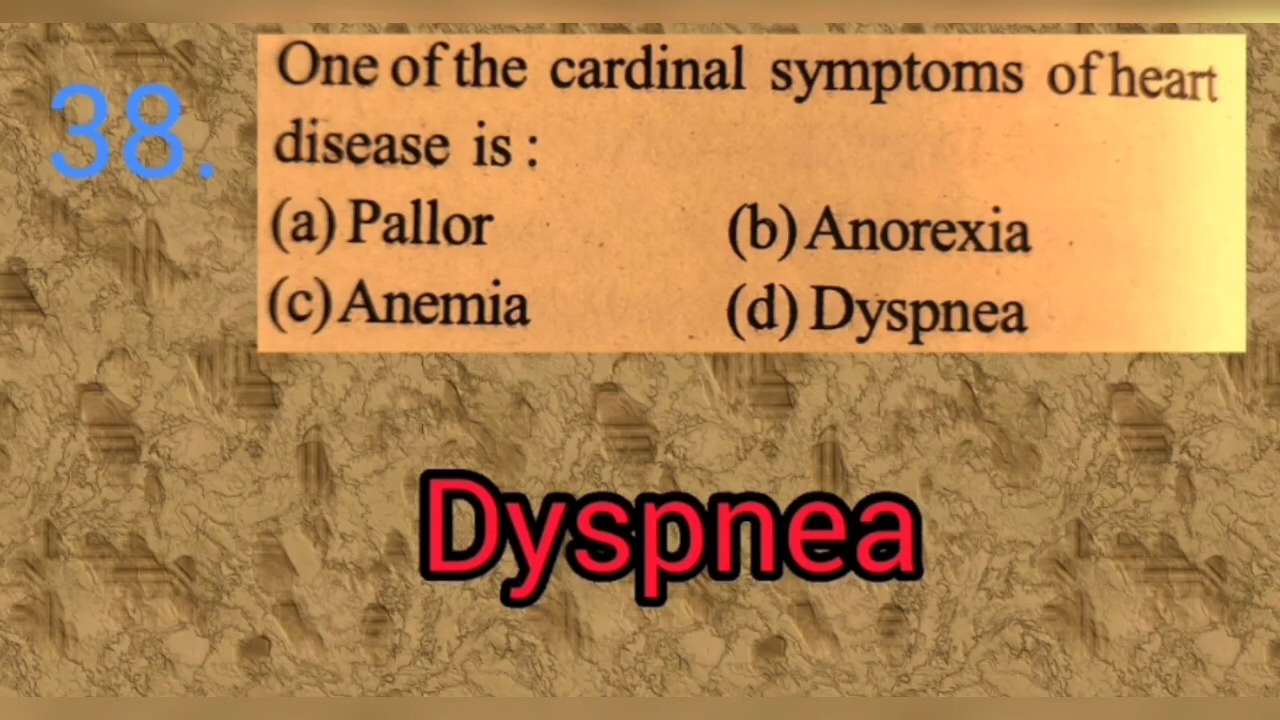 38.
One of the cardinal symptoms of heart
disease is :
(a) Pallor (b) Anorexia
(c) Anemia (d) Dyspnea
Dyspnea